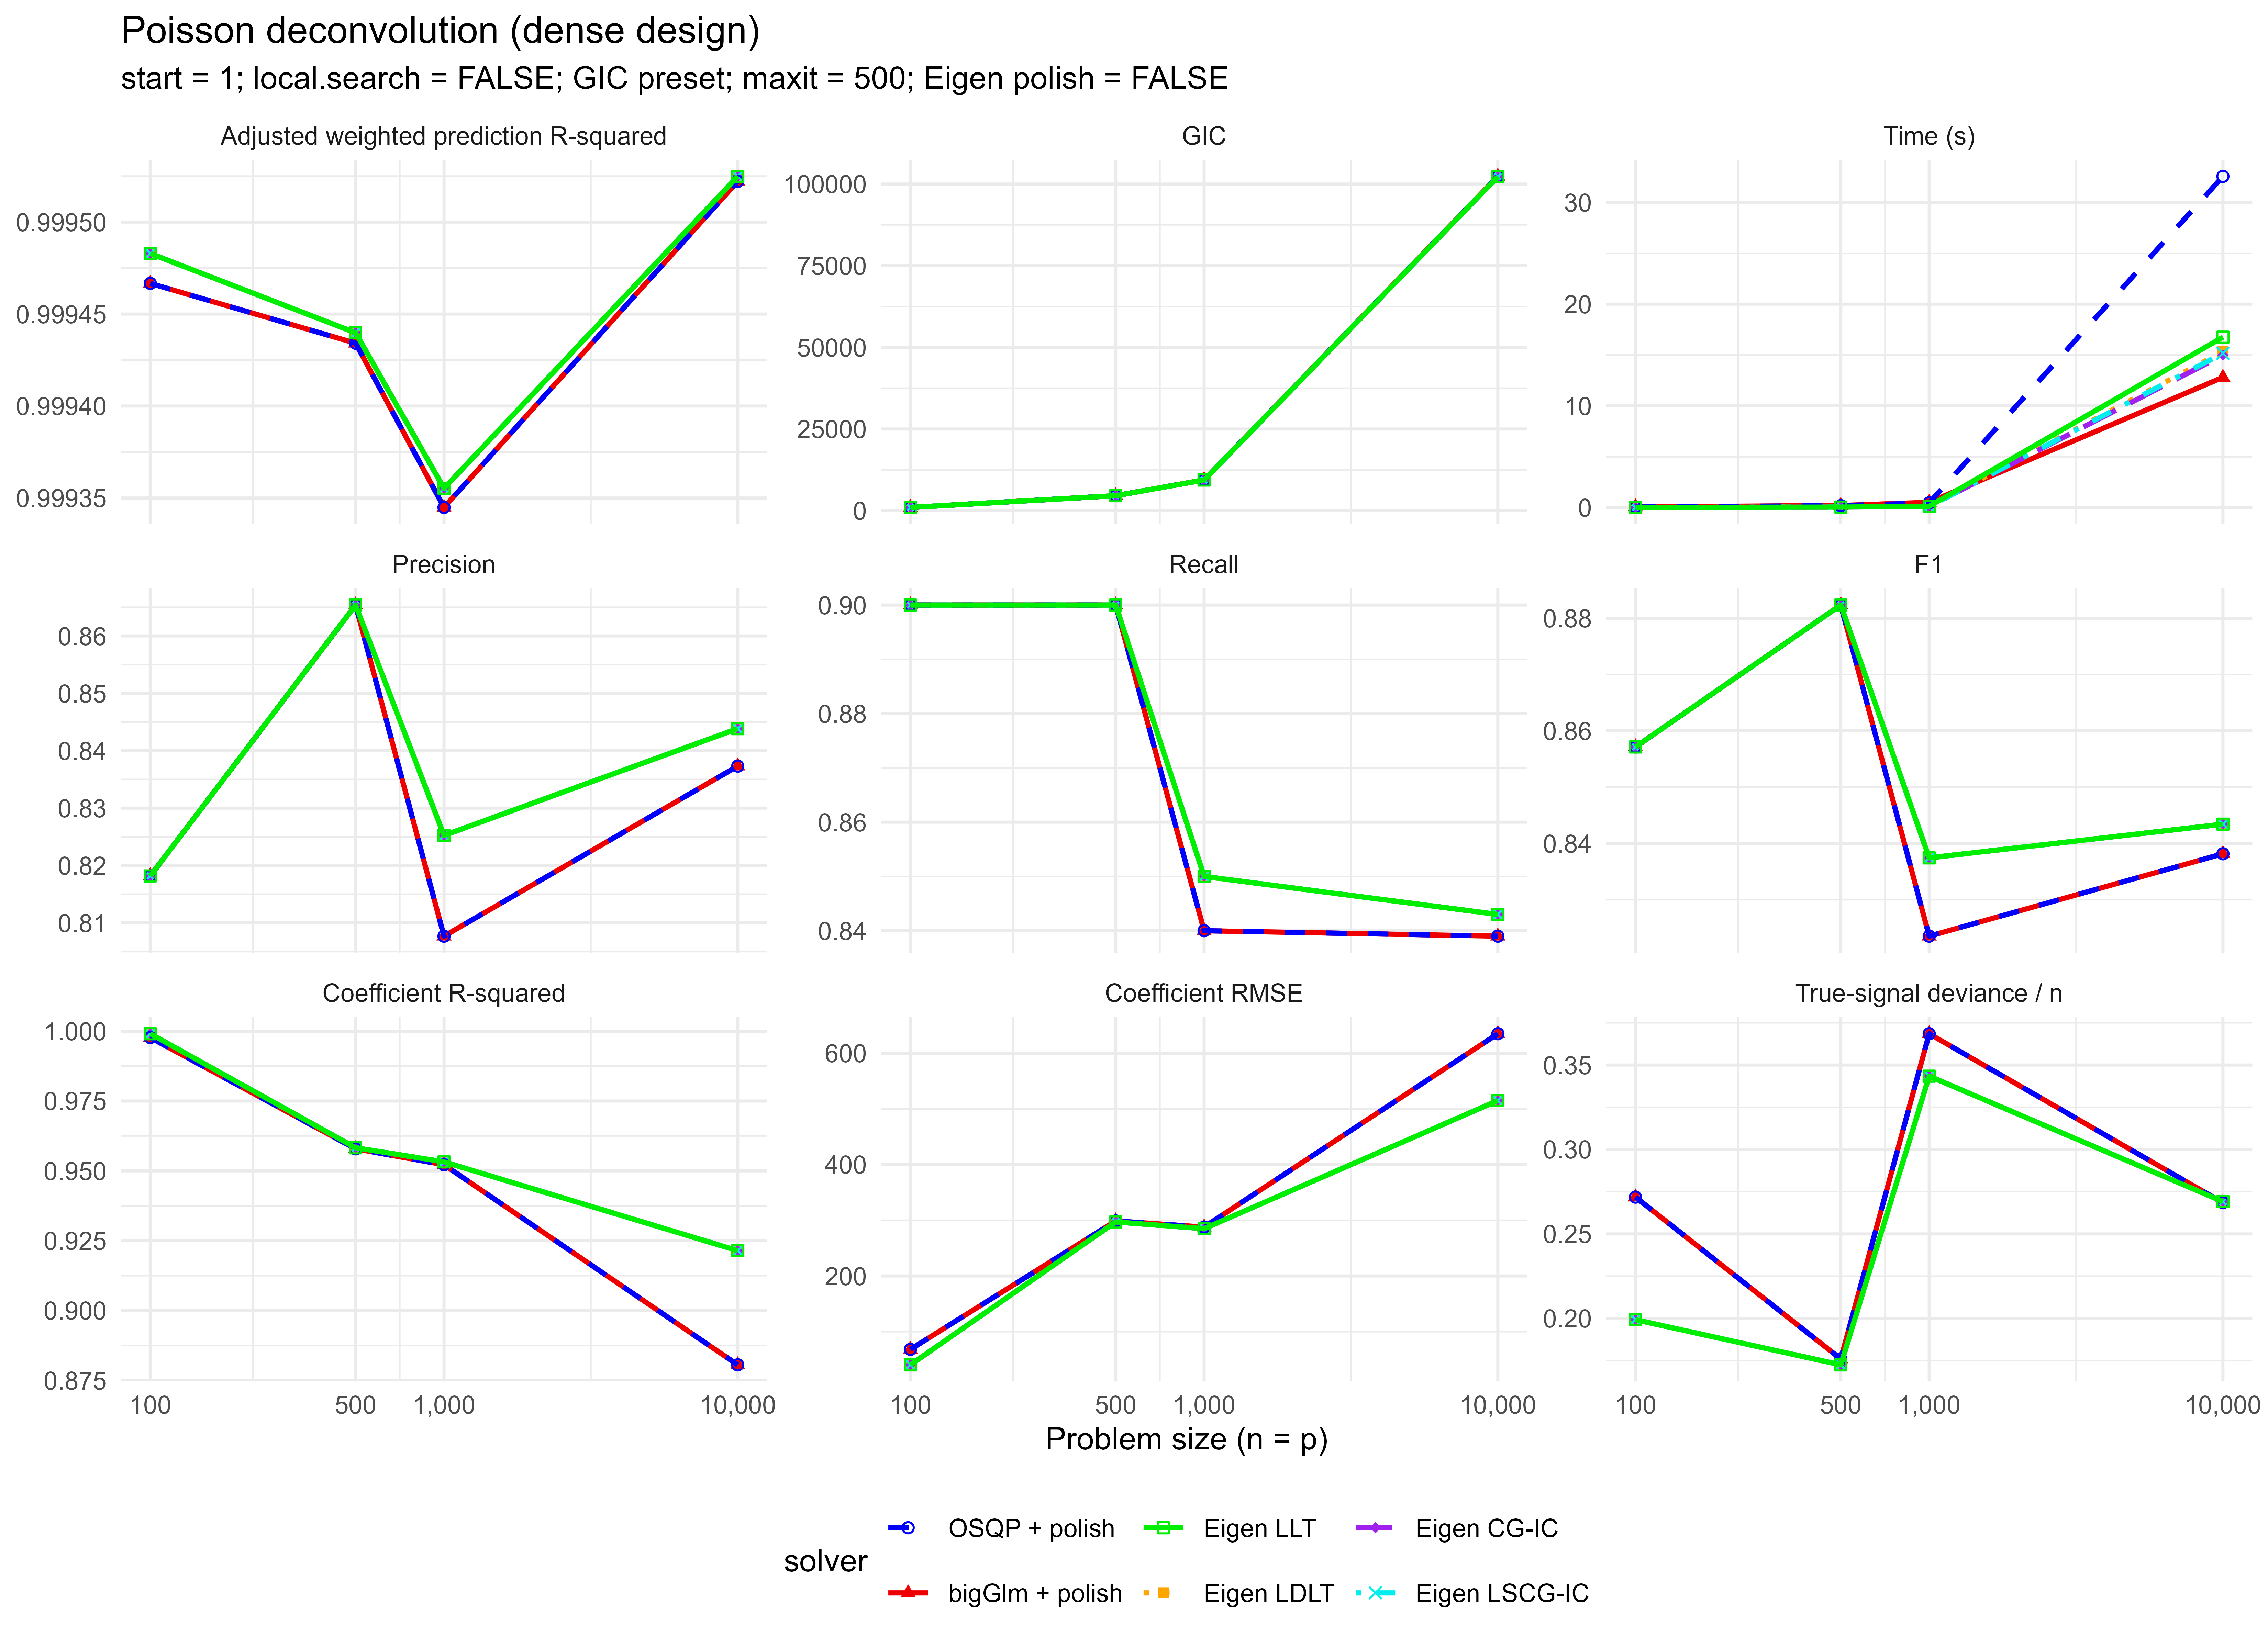 Poisson deconvolution (dense design)
start = 1; local.search = FALSE; GIC preset; maxit = 500; Eigen polish = FALSE
Adjusted weighted prediction R-squared
0.99950
0.99945
0.99940
0.99935
GIC
100000
75000
50000
25000
0
Time (s)
30
20
10
0
Precision
0.86
0.85
0.84
0.83
0.82
0.81
Recall
0.90
0.88
0.86
0.84
F1
0.88
0.86
0.84
Coefficient R-squared
1.000
0.975
0.950
0.925
0.900
0.875
100 500 1,000 10,000
Coefficient RMSE
600
400
200
100 500 1,000 10,000
True-signal deviance / n
0.35
0.30
0.25
0.20
100 500 1,000 10,000
Problem size (n = p)
solver
OSQP + polish
Eigen LLT
Eigen CG-IC
bigGlm + polish
Eigen LDLT
Eigen LSCG-IC